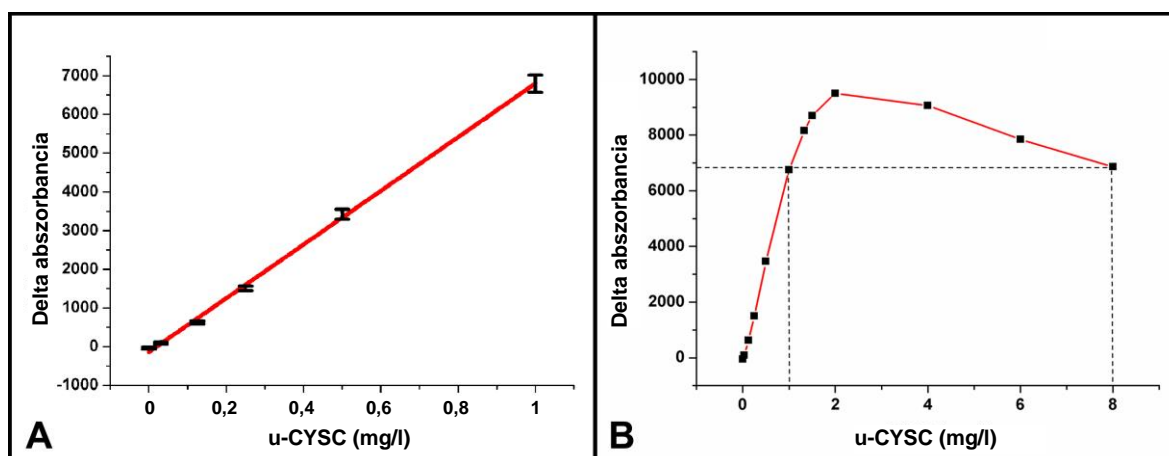 7000
6000
5000
4000
3000
2000
1000
0
-1000
Delta abszorbancia
0 0,2 0,4 0,6 0,8 1
u-CYSC (mg/l)
A
10000
8000
6000
4000
2000
0
Delta abszorbancia
0 2 4 6 8
u-CYSC (mg/l)
B